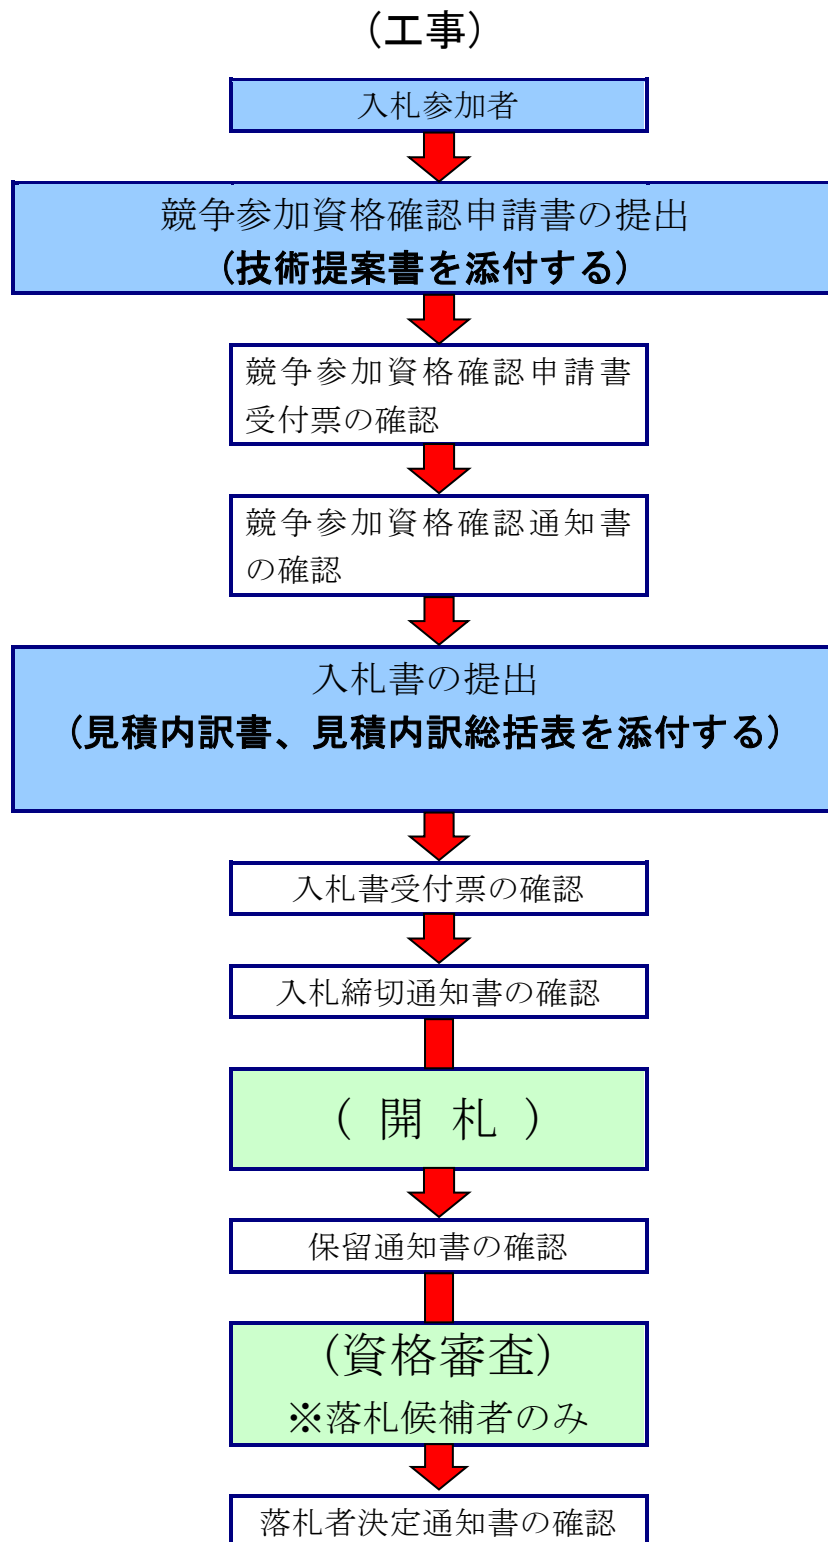 (工事)
入札参加者
競争参加資格確認申請書の提出
(技術提案書を添付する)
競争参加資格確認申請書
受付票の確認
競争参加資格確認通知書
の確認
入札書の提出
(見積内訳書、見積内訳総括表を添付する)
入札書受付票の確認
入札締切通知書の確認
( 開 札 )
保留通知書の確認
(資格審査)
※落札候補者のみ
落札者決定通知書の確認